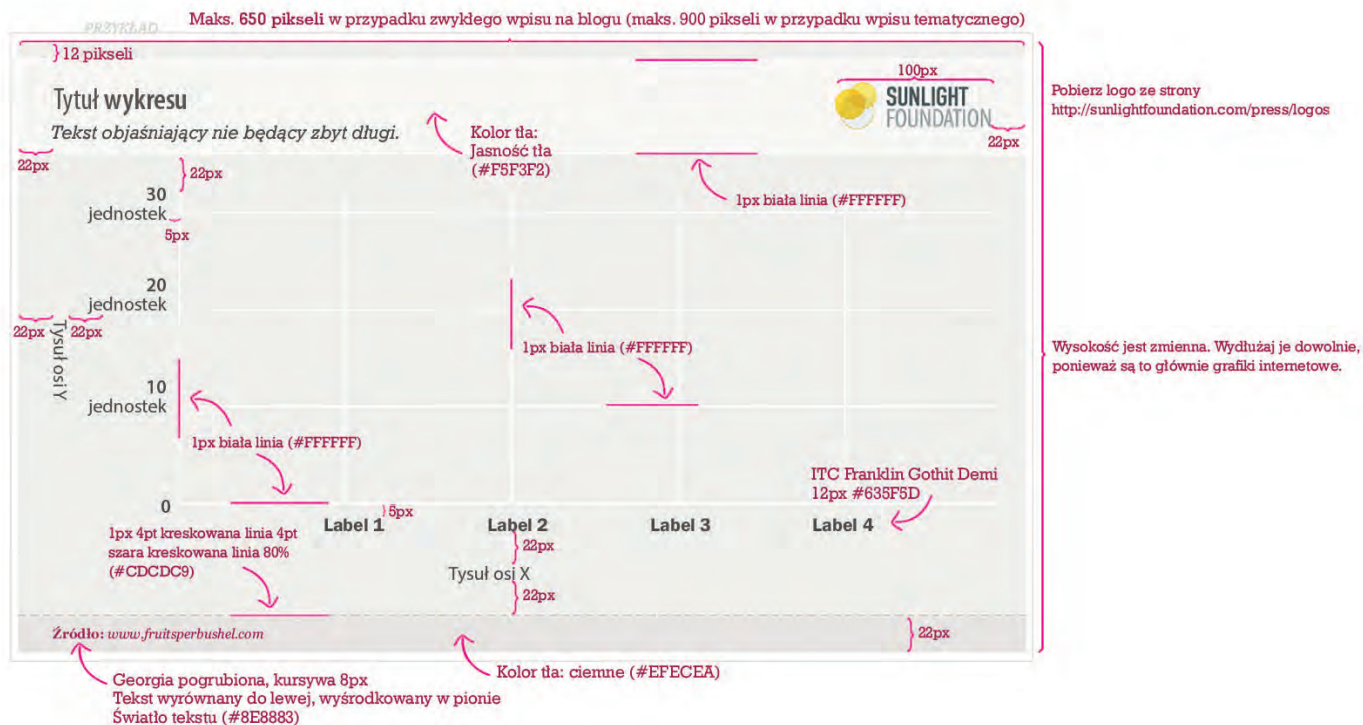 Maks. 650 pikseli w przypadku zwykłego wpisu na blogu (maks. 900 pikseli w przypadku wpisu tematycznego)
PRZYKŁAD
12 pikseli
100px
Tytuł wykresu
SUNLIGHT
FOUNDATION
Pobierz logo ze strony
http://sunlightfoundation.com/press/logos
Tekst objaśniający nie będący zbyt długi.
Kolor tła:
Jasność tła
(#F5F3F2)
22px
22px
22px
30
jednostek
1px biała linia (#FFFFFF)
5px
20
jednostek
22px
22px
Tysuł osi Y
1px biała linia (#FFFFFF)
Wysokość jest zmienna. Wydłużaj je dowolnie,
ponieważ są to głównie grafiki internetowe.
10
jednostek
1px biała linia (#FFFFFF)
ITC Franklin Gothit Demi
12px #635F5D
0
5px
Label 1
Label 2
Label 3
Label 4
1px 4pt kreskowana linia 4pt
szara kreskowana linia 80%
(#CDCDC9)
22px
Tysuł osi X
22px
Źródło: www.fruitsperbushel.com
22px
Kolor tła: ciemne (#EFECEA)
Georgia pogrubiona, kursywa 8px
Tekst wyrównany do lewej, wyśrodkowany w pionie
Światło tekstu (#8E8883)